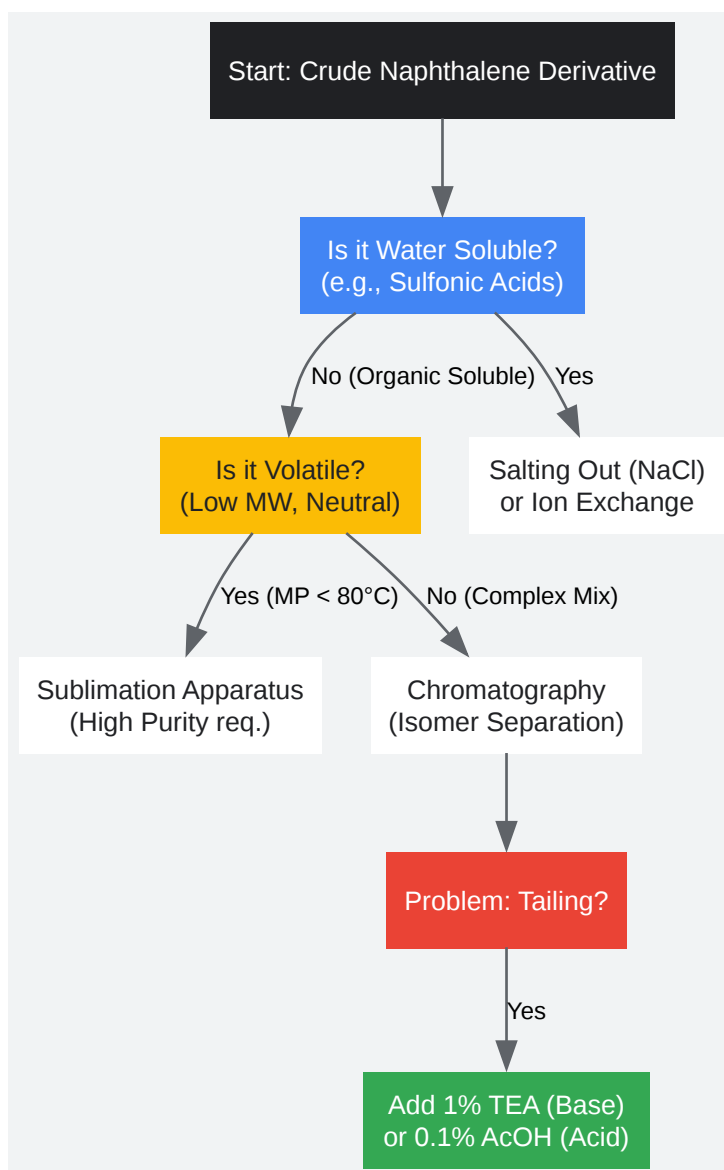 Start: Crude Naphthalene Derivative
Is it Water Soluble?
(e.g., Sulfonic Acids)
No (Organic Soluble)
Yes
Is it Volatile?
(Low MW, Neutral)
Salting Out (NaCl)
or Ion Exchange
Yes (MP < 80°C)
No (Complex Mix)
Sublimation Apparatus
(High Purity req.)
Chromatography
(Isomer Separation)
Problem: Tailing?
Yes
Add 1% TEA (Base)
or 0.1% AcOH (Acid)